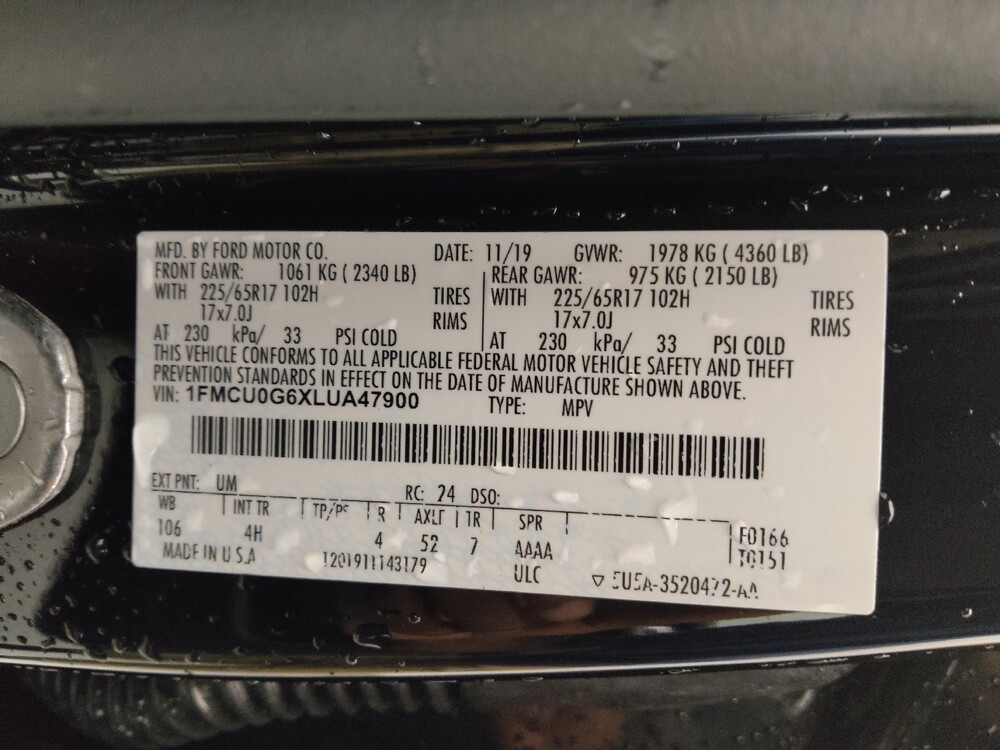 MFD. BY FORD MOTOR CO. DATE: 11/19 GVWR: 1978 KG ( 4360 LB)
FRONT GAWR: 1061 KG ( 2340 LB) REAR GAWR: 975 KG ( 2150 LB)
WITH 225/65R17 102H TIRES WITH 225/65R17 102H TIRES
17x7.0J RIMS 17x7.0J RIMS
AT 230 kPa/ 33 PSI COLD AT 230 kPa/ 33 PSI COLD
THIS VEHICLE CONFORMS TO ALL APPLICABLE FEDERAL MOTOR VEHICLE SAFETY AND THEFT
PREVENTION STANDARDS IN EFFECT ON THE DATE OF MANUFACTURE SHOWN ABOVE.
VIN: 1FMCU0G6XLUA47900 TYPE: MPV
EXT PNT: UM RC: 24 DSO:
WB INT TR TP/PS R AXLE TR SPR
106 4H 4 52 7 AAAA F0166
MADE IN U.S.A 1201911143179 ULC T0151